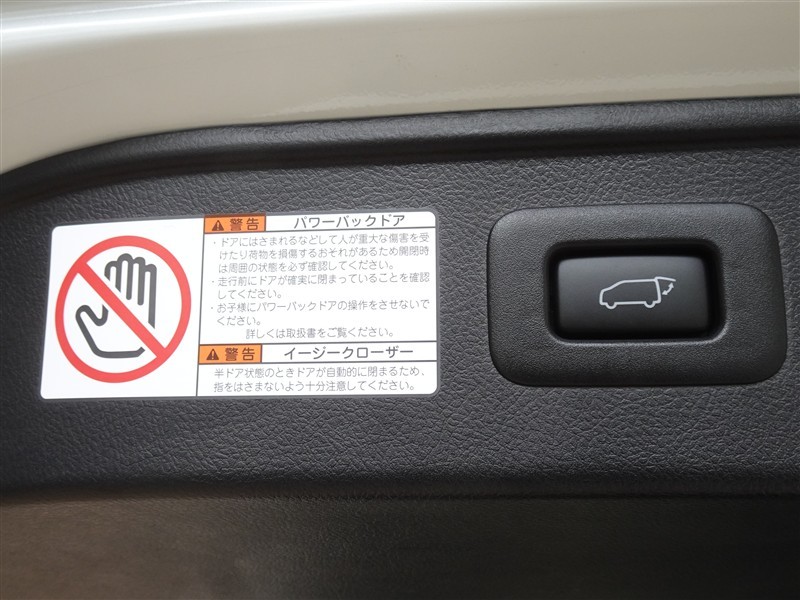 警告 パワーバックドア
・ドアにはさまれるなどして人が重大な傷害を受
けたり荷物を損傷するおそれがあるため開閉時
は周囲の状態を必ず確認してください。
・走行前にドアが確実に閉まっていることを確認
してください。
・お子様にパワーバックドアの操作をさせないで
ください。
詳しくは取扱書をご覧ください。
警告 イージークローザー
半ドア状態のときドアが自動的に閉まるため、
指をはさまないよう十分注意してください。